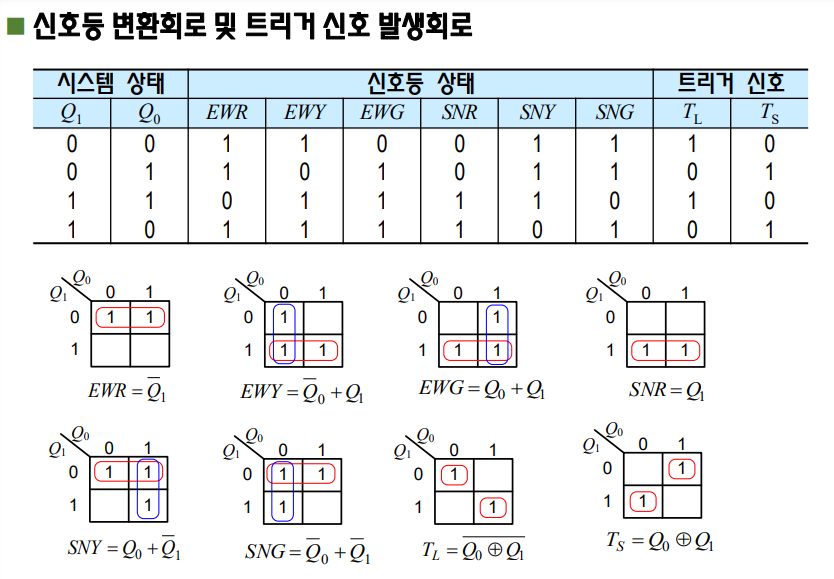 신호등 변환회로 및 트리거 신호 발생회로
시스템 상태 신호등 상태 트리거 신호
Q₁ Q₀ EWR EWY EWG SNR SNY SNG T_L T_S
0 0 1 1 0 0 1 1 1 0
0 1 1 0 1 0 1 1 0 1
1 1 0 1 1 1 1 0 1 0
1 0 1 1 1 1 0 1 0 1
Q₀ Q₀ Q₀ Q₀
Q₁ 0 1 Q₁ 0 1 Q₁ 0 1 Q₁ 0 1
0 1 1 0 1 0 1 0
1 1 1 1 1 1 1 1 1 1
EWR = Q̅₁ EWY = Q̅₀ + Q₁ EWG = Q₀ + Q₁ SNR = Q₁
Q₀ Q₀ Q₀ Q₀
Q₁ 0 1 Q₁ 0 1 Q₁ 0 1 Q₁ 0 1
0 1 1 0 1 1 0 1 0 1
1 1 1 1 1 1 1 1
SNY = Q₀ + Q̅₁ SNG = Q̅₀ + Q̅₁ T_L = \overline{Q₀ ⊕ Q₁} T_S = Q₀ ⊕ Q₁